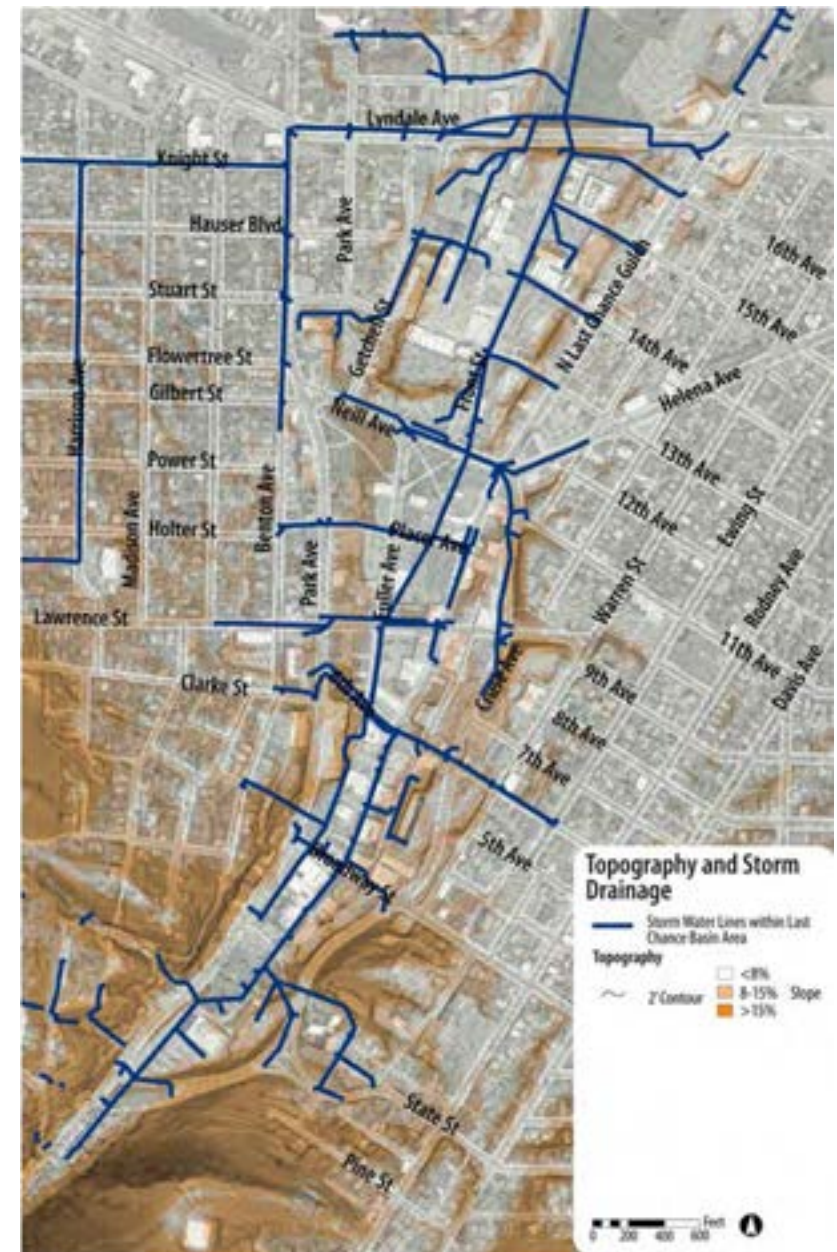 Lyndale Ave
Knight St
Hauser Blvd
Park Ave
16th Ave
Stuart St
15th Ave
N Last Chance Gulch
Getchell St
14th Ave
Flowertree St
Helena Ave
Gilbert St
Front St
Neill Ave
Harrison Ave
13th Ave
Power St
12th Ave
Ewing St
Benton Ave
Madison Ave
Holter St
Placer Ave
Park Ave
Fuller Ave
Warren St
Rodney Ave
Lawrence St
11th Ave
Cruse Ave
Davis Ave
Clarke St
9th Ave
8th Ave
7th Ave
5th Ave
Broadway St
State St
Pine St
Topography and Storm
Drainage
Storm Water Lines within Last
Chance Basin Area
Topography
2' Contour
<8%
8-15% Slope
>15%
Feet
0 200 400 600